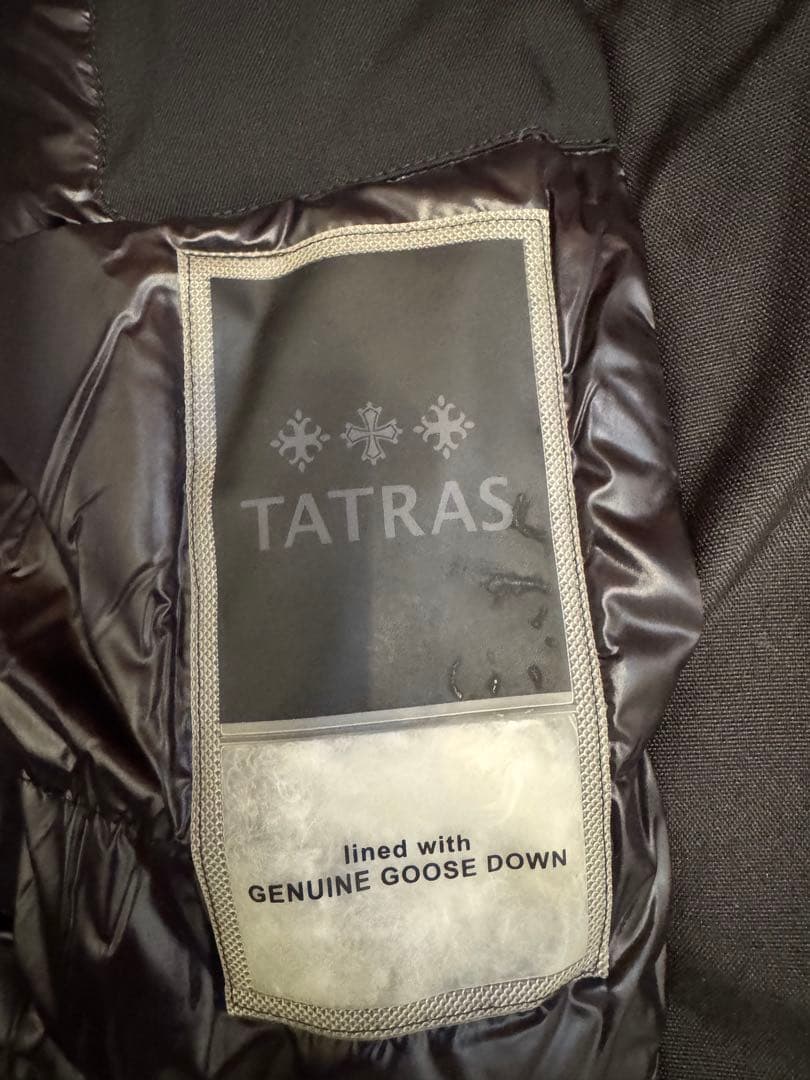 TATRAS
lined with
GENUINE GOOSE DOWN